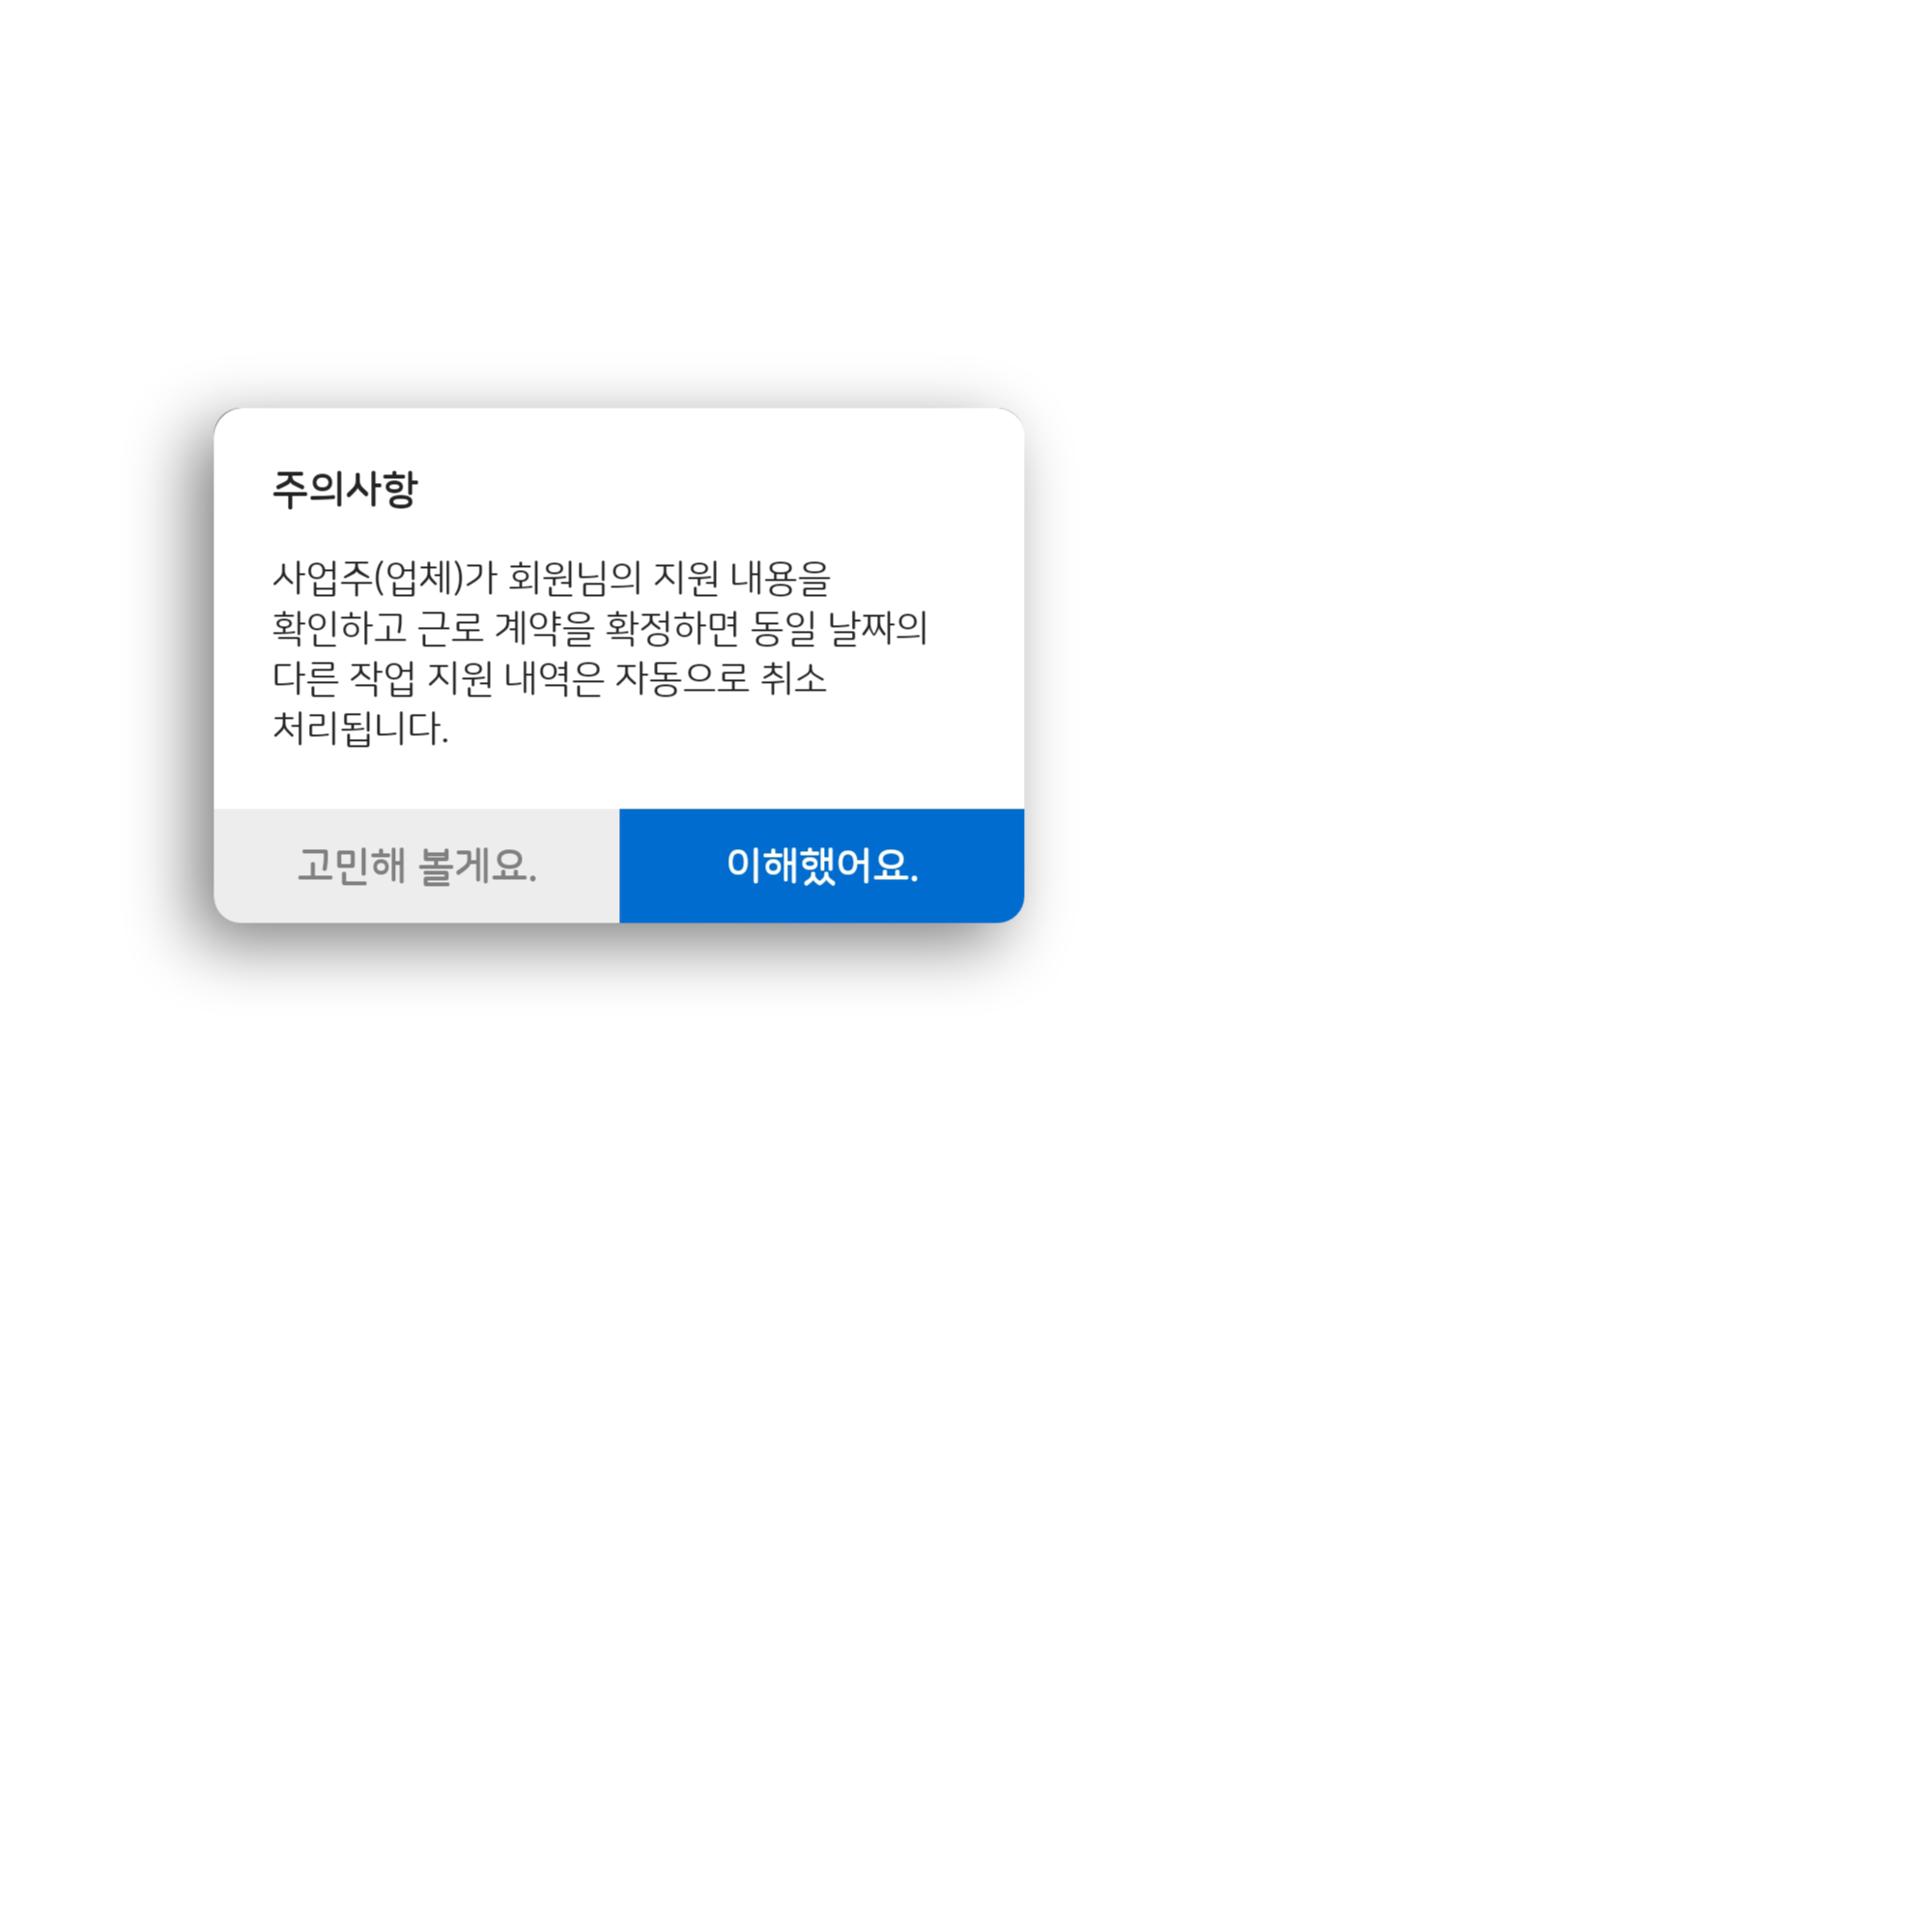 주의사항
사업주(업체)가 회원님의 지원 내용을
확인하고 근로 계약을 확정하면 동일 날짜의
다른 작업 지원 내역은 자동으로 취소
처리됩니다.
고민해 볼게요.
이해했어요.